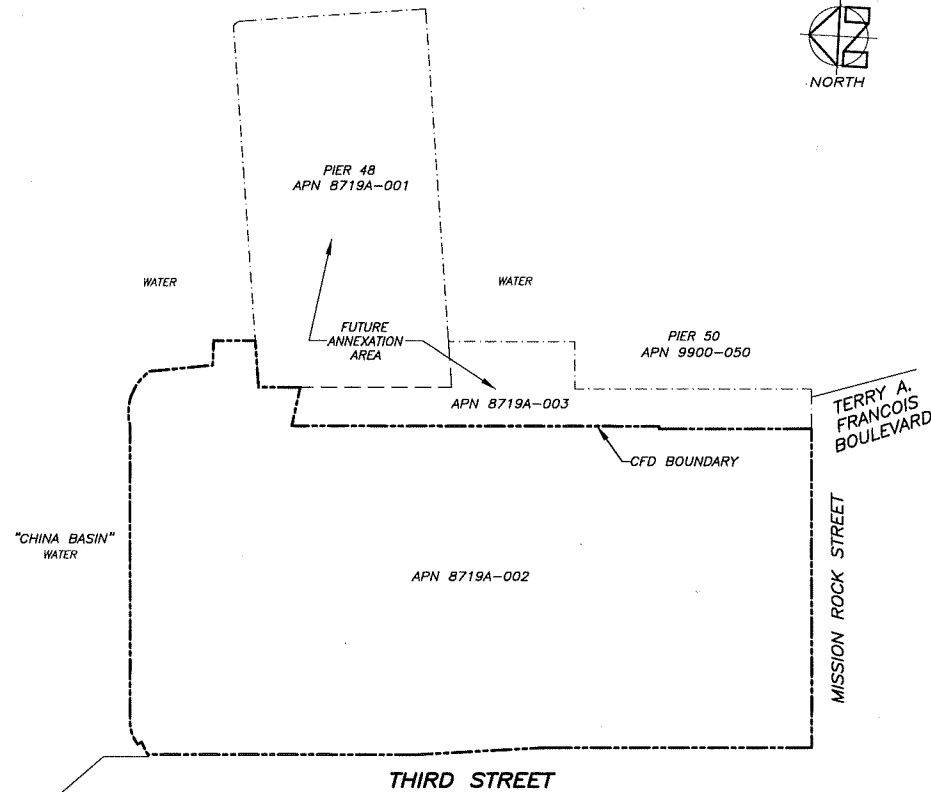 NORTH
PIER 48
APN 8719A-001
WATER
WATER
FUTURE
ANNEXATION
AREA
PIER 50
APN 9900-050
APN 8719A-003
TERRY A.
FRANCOIS
BOULEVARD
CFD BOUNDARY
"CHINA BASIN"
WATER
APN 8719A-002
MISSION ROCK STREET
THIRD STREET